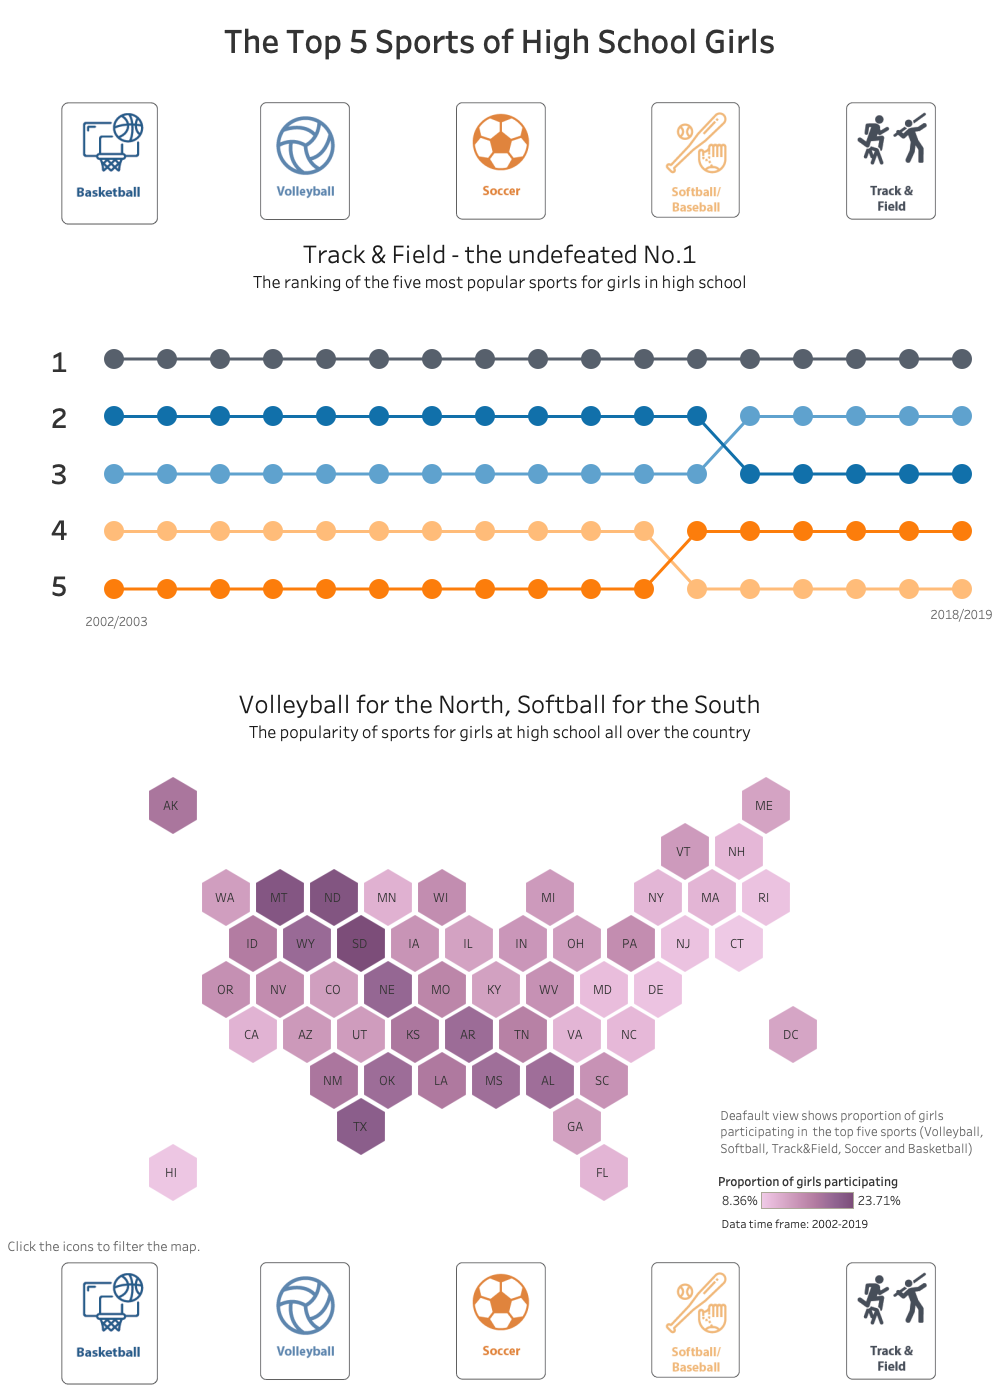 The Top 5 Sports of High School Girls
Basketball
Volleyball
Soccer
Softball/
Baseball
Track &
Field
Track & Field - the undefeated No.1
The ranking of the five most popular sports for girls in high school
1
2
3
4
5
2002/2003
2018/2019
Volleyball for the North, Softball for the South
The popularity of sports for girls at high school all over the country
AK
ME
VT
NH
WA
MT
ND
MN
WI
MI
NY
MA
RI
ID
WY
SD
IA
IL
IN
OH
PA
NJ
CT
OR
NV
CO
NE
MO
KY
WV
MD
DE
CA
AZ
UT
KS
AR
TN
VA
NC
DC
NM
OK
LA
MS
AL
SC
TX
GA
HI
FL
Deafault view shows proportion of girls
participating in  the top five sports (Volleyball,
Softball, Track&Field, Soccer and Basketball)
Proportion of girls participating
8.36%
23.71%
Data time frame: 2002-2019
Click the icons to filter the map.
Basketball
Volleyball
Soccer
Softball/
Baseball
Track &
Field